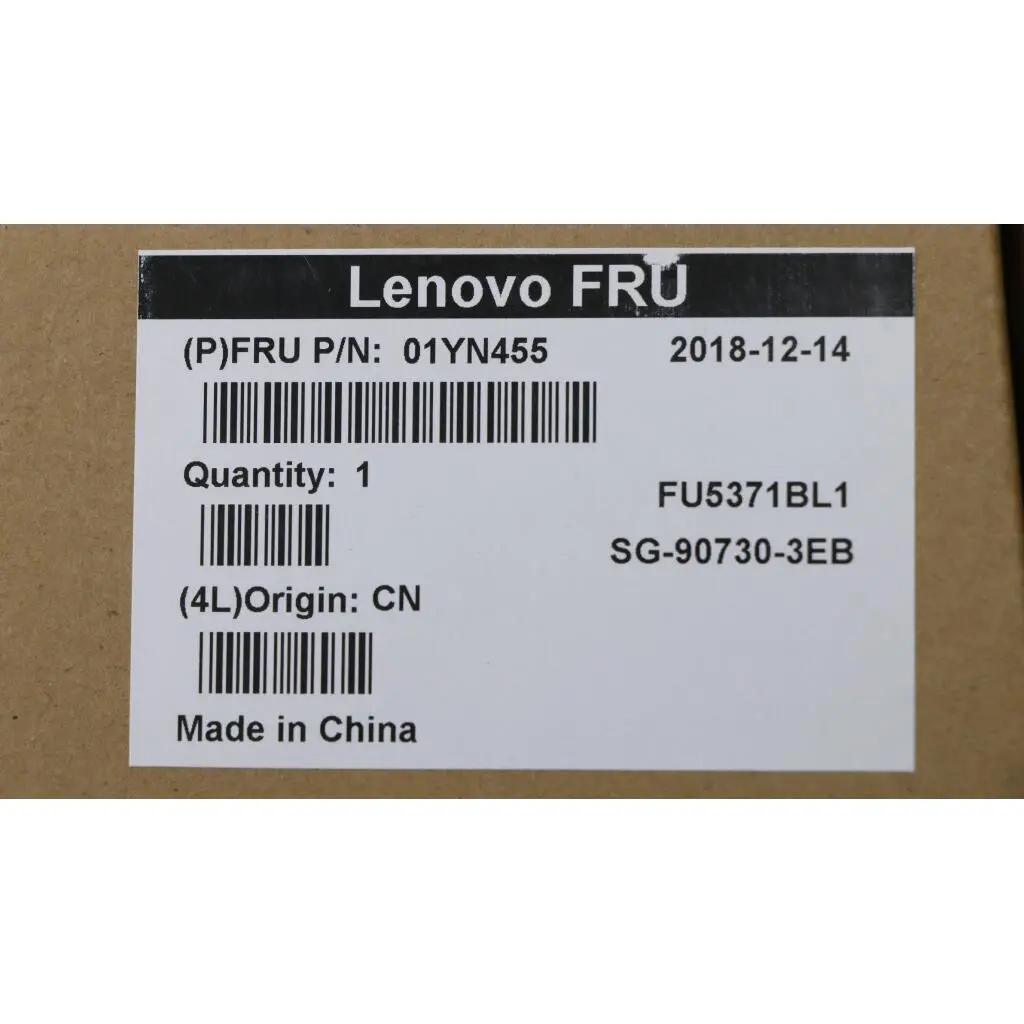 Lenovo FRU
(P)FRU P/N: 01YN455 2018-12-14
Quantity: 1
FU5371BL1
SG-90730-3EB
(4L)Origin: CN
Made in China